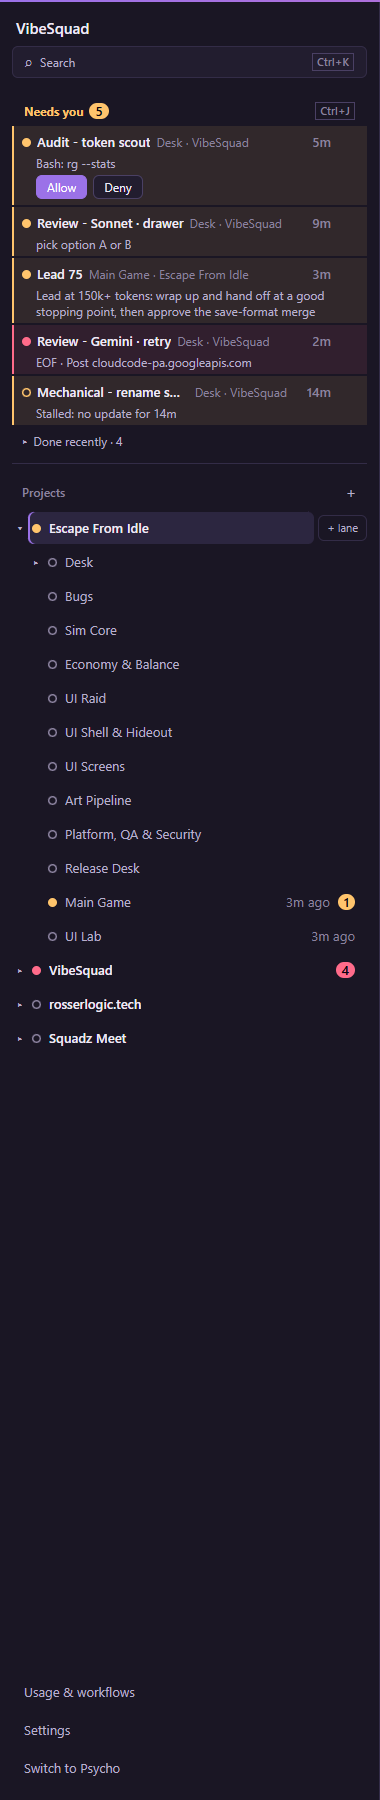 VibeSquad
Search Ctrl+K
Needs you 5 Ctrl+J
Audit - token scout Desk · VibeSquad 5m
Bash: rg --stats
Allow Deny
Review - Sonnet · drawer Desk · VibeSquad 9m
pick option A or B
Lead 75 Main Game · Escape From Idle 3m
Lead at 150k+ tokens: wrap up and hand off at a good
stopping point, then approve the save-format merge
Review - Gemini · retry Desk · VibeSquad 2m
EOF · Post cloudcode-pa.googleapis.com
Mechanical - rename s... Desk · VibeSquad 14m
Stalled: no update for 14m
Done recently · 4
Projects +
Escape From Idle + lane
Desk
Bugs
Sim Core
Economy & Balance
UI Raid
UI Shell & Hideout
UI Screens
Art Pipeline
Platform, QA & Security
Release Desk
Main Game 3m ago 1
UI Lab 3m ago
VibeSquad 4
rosserlogic.tech
Squadz Meet
Usage & workflows
Settings
Switch to Psycho